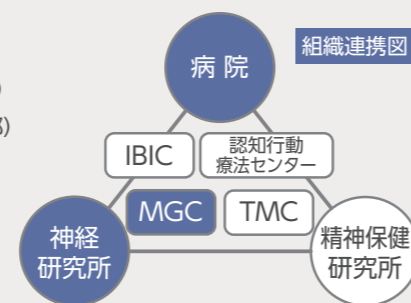 組織連携図
病院
)
部)
IBIC
認知行動
療法センター
MGC
TMC
神経
研究所
精神保健
研究所